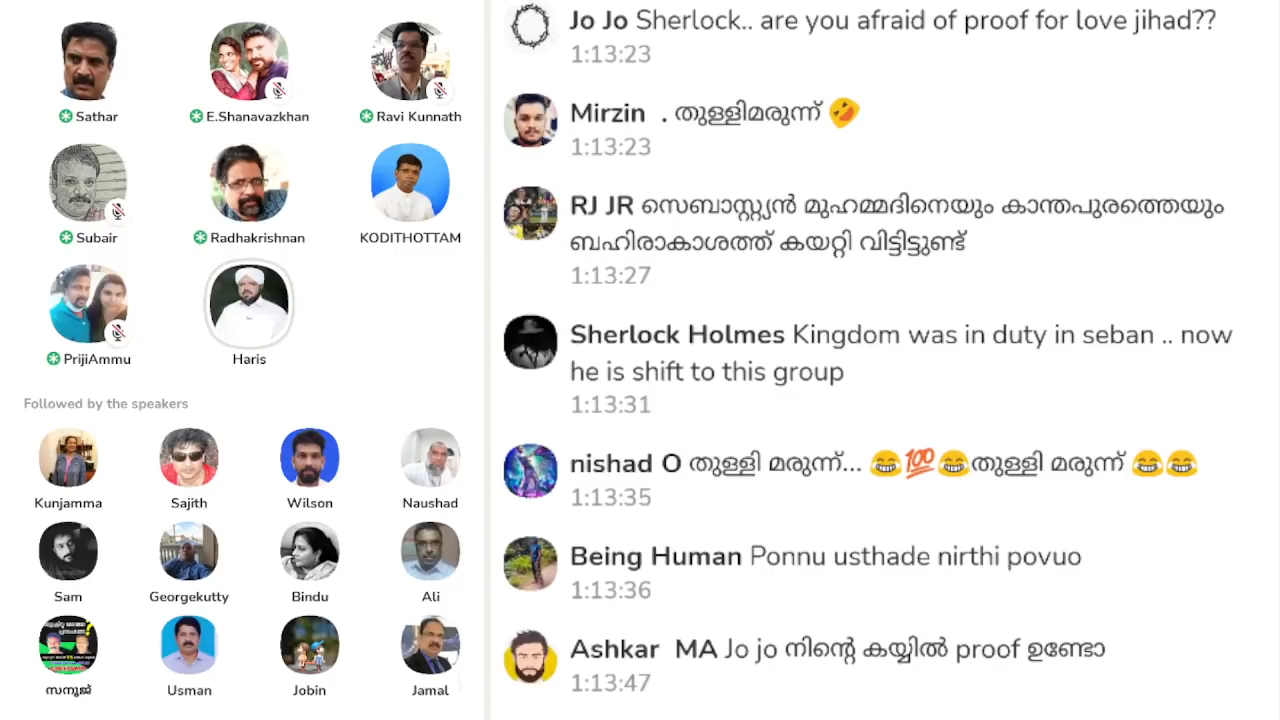 Sathar
E.Shanavazkhan
Ravi Kunnath
Subair
Radhakrishnan
KODITHOTTAM
PrijiAmmu
Haris
Followed by the speakers
Kunjamma
Sajith
Wilson
Naushad
Sam
Georgekutty
Bindu
Ali
സനൂജ്
Usman
Jobin
Jamal
Jo Jo Sherlock.. are you afraid of proof for love jihad??
1:13:23
Mirzin . തുള്ളിമരുന്ന് 🤣
1:13:23
RJ JR സെബാസ്റ്റ്യൻ മുഹമ്മദിനെയും കാന്തപുരത്തെയും
ബഹിരാകാശത്ത് കയറ്റി വിട്ടിട്ടുണ്ട്
1:13:27
Sherlock Holmes Kingdom was in duty in seban .. now
he is shift to this group
1:13:31
nishad O തുള്ളി മരുന്ന്... 😂💯😂തുള്ളി മരുന്ന് 😂😂
1:13:35
Being Human Ponnu usthade nirthi povuo
1:13:36
Ashkar MA Jo jo നിന്റെ കയ്യിൽ proof ഉണ്ടോ
1:13:47